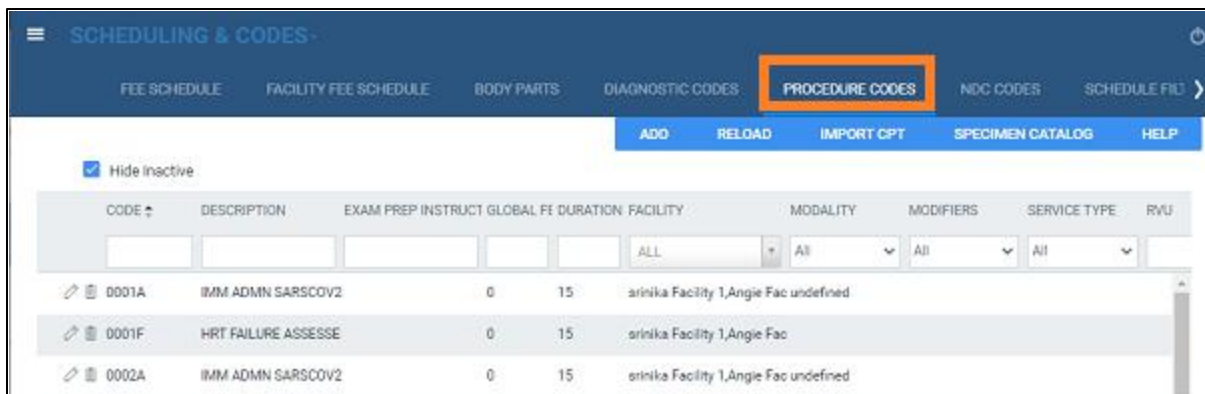 SCHEDULING & CODES-
FEE SCHEDULE FACILITY FEE SCHEDULE BODY PARTS DIAGNOSTIC CODES PROCEDURE CODES NDC CODES SCHEDULE FIL
ADD RELOAD IMPORT CPT SPECIMEN CATALOG HELP
Hide Inactive
CODE DESCRIPTION EXAM PREP INSTRUCT GLOBAL FE DURATION FACILITY MODALITY MODIFIERS SERVICE TYPE RVU
ALL All All All
0001A IMM ADMN SARSCOV2 0 15 srinika Facility 1,Angie Fac undefined
0001F HRT FAILURE ASSESSE 0 15 srinika Facility 1,Angie Fac
0002A IMM ADMN SARSCOV2 0 15 srinika Facility 1,Angie Fac undefined